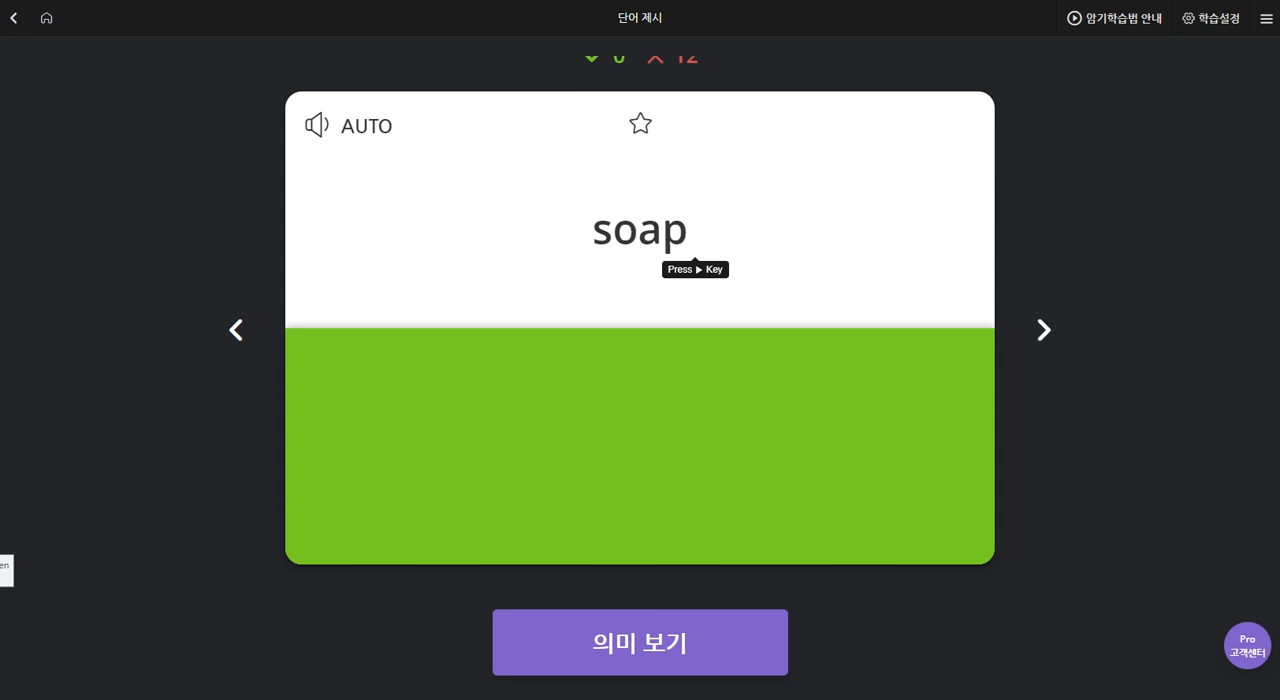 단어 제시
암기학습법 안내
학습설정
AUTO
soap
Press ▶ Key
en
의미 보기
Pro
고객센터